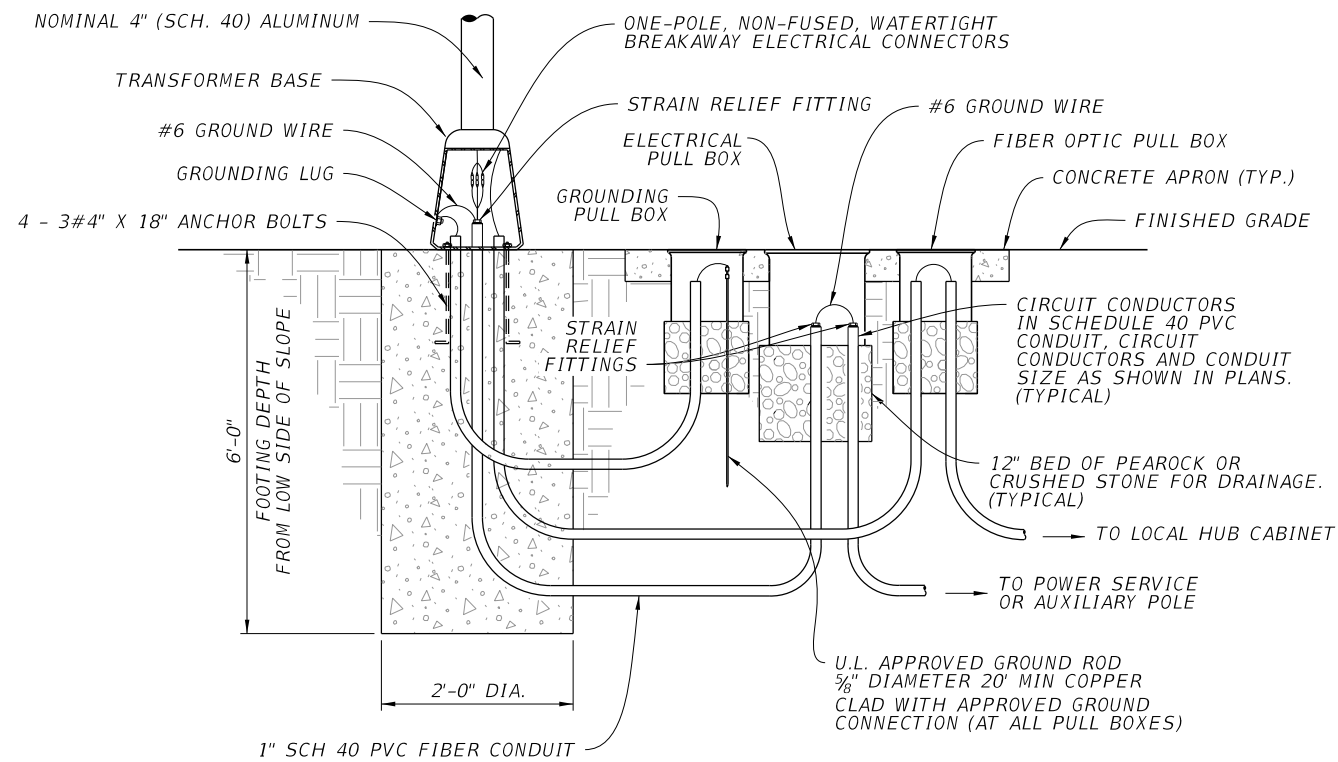 NOMINAL 4" (SCH. 40) ALUMINUM
ONE-POLE, NON-FUSED, WATERTIGHT
BREAKAWAY ELECTRICAL CONNECTORS
TRANSFORMER BASE
STRAIN RELIEF FITTING
#6 GROUND WIRE
#6 GROUND WIRE
ELECTRICAL
PULL BOX
FIBER OPTIC PULL BOX
GROUNDING LUG
CONCRETE APRON (TYP.)
GROUNDING
PULL BOX
4 - 3#4" X 18" ANCHOR BOLTS
FINISHED GRADE
CIRCUIT CONDUCTORS
IN SCHEDULE 40 PVC
CONDUIT, CIRCUIT
CONDUCTORS AND CONDUIT
SIZE AS SHOWN IN PLANS.
(TYPICAL)
STRAIN
RELIEF
FITTINGS
6'-0"
FOOTING DEPTH
FROM LOW SIDE OF SLOPE
12" BED OF PEAROCK OR
CRUSHED STONE FOR DRAINAGE.
(TYPICAL)
TO LOCAL HUB CABINET
TO POWER SERVICE
OR AUXILIARY POLE
2'-0" DIA.
U.L. APPROVED GROUND ROD
⅝" DIAMETER 20' MIN COPPER
CLAD WITH APPROVED GROUND
CONNECTION (AT ALL PULL BOXES)
1" SCH 40 PVC FIBER CONDUIT